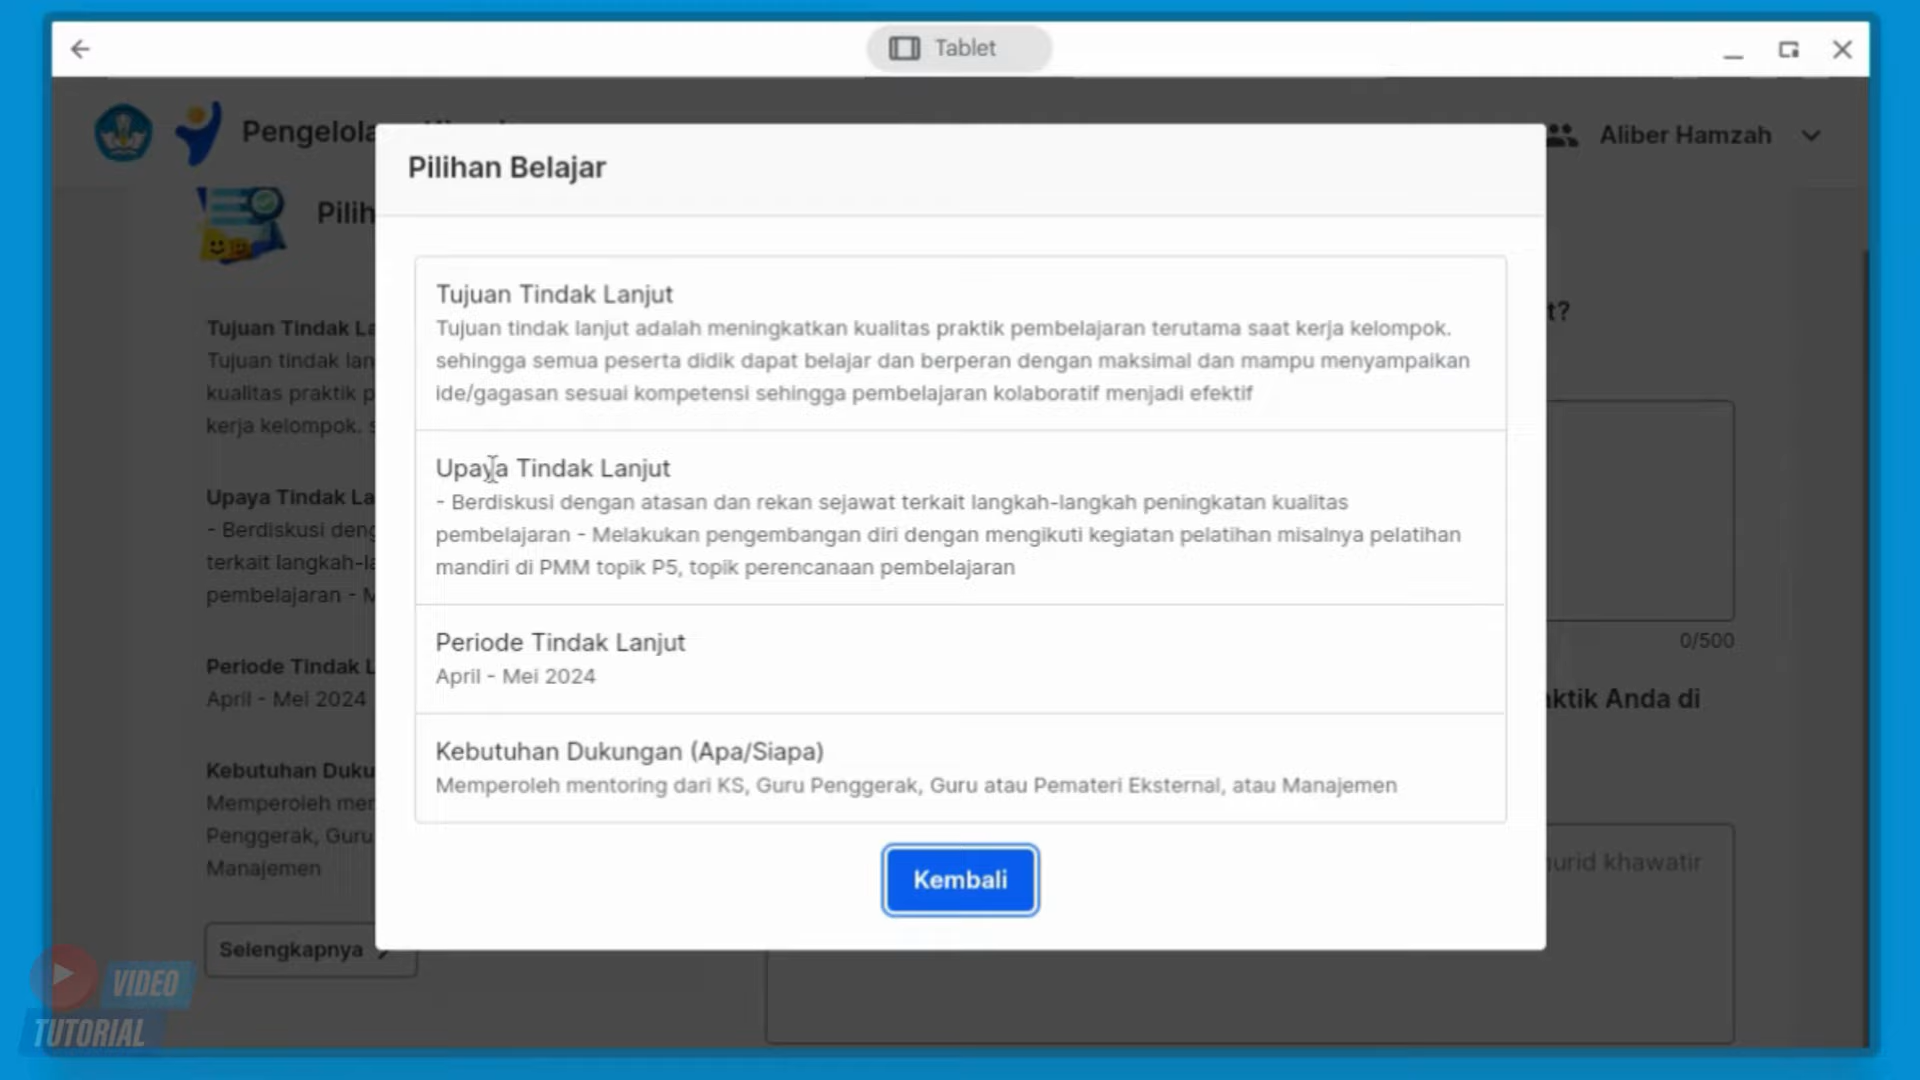 Tablet
Pengelola
Aliber Hamzah
Pilihan Belajar
Pilih
Tujuan Tindak Lanjut
Tujuan tindak lanjut adalah meningkatkan kualitas praktik pembelajaran terutama saat kerja kelompok.
sehingga semua peserta didik dapat belajar dan berperan dengan maksimal dan mampu menyampaikan
ide/gagasan sesuai kompetensi sehingga pembelajaran kolaboratif menjadi efektif
Upaya Tindak Lanjut
- Berdiskusi dengan atasan dan rekan sejawat terkait langkah-langkah peningkatan kualitas
pembelajaran - Melakukan pengembangan diri dengan mengikuti kegiatan pelatihan misalnya pelatihan
mandiri di PMM topik P5, topik perencanaan pembelajaran
Periode Tindak Lanjut
April - Mei 2024
Kebutuhan Dukungan (Apa/Siapa)
Memperoleh mentoring dari KS, Guru Penggerak, Guru atau Pemateri Eksternal, atau Manajemen
Kembali
Tujuan Tindak La
Tujuan tindak lan
kualitas praktik p
kerja kelompok. s
Upaya Tindak La
- Berdiskusi deng
terkait langkah-la
pembelajaran - M
Periode Tindak L
April - Mei 2024
Kebutuhan Duku
Memperoleh mer
Penggerak, Guru
Manajemen
Selengkapnya
t?
0/500
aktik Anda di
nurid khawatir
VIDEO
TUTORIAL